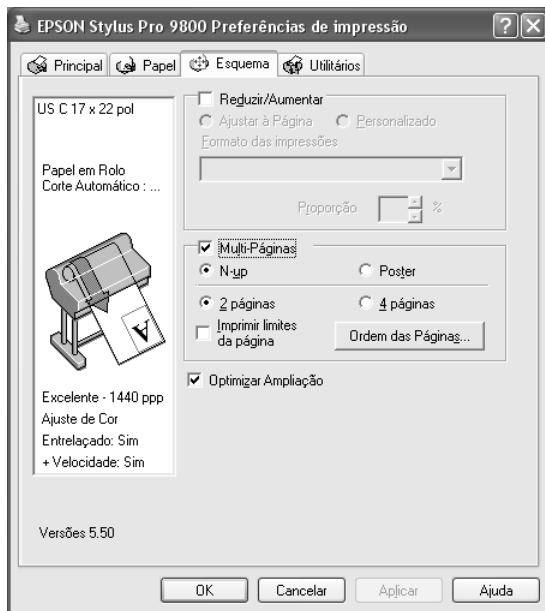 EPSON Stylus Pro 9800 Preferências de impressão
Principal Papel Esquema Utilitários
US C 17 x 22 pol
Papel em Rolo
Corte Automático : ...
A
Excelente - 1440 ppp
Ajuste de Cor
Entrelaçado: Sim
+ Velocidade: Sim
Versões 5.50
Reduzir/Aumentar
Ajustar à Página Personalizado
Formato das impressões
Proporção %
Multi-Páginas
N-up Poster
2 páginas 4 páginas
Imprimir limites
da página
Ordem das Páginas...
Optimizar Ampliação
OK Cancelar Aplicar Ajuda